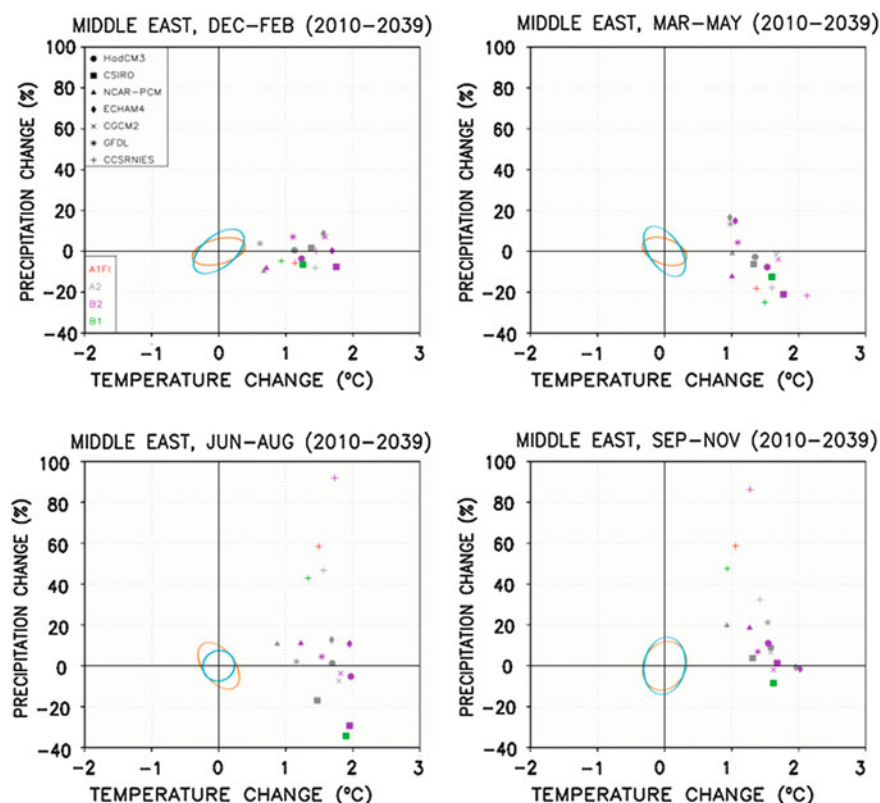 MIDDLE EAST, DEC-FEB (2010-2039)
PRECIPITATION CHANGE (%)
100
80
60
40
20
0
-20
-40
HadCM3
CSIRO
NCAR-PCM
ECHAM4
CGCM2
GFDL
CCSRNIES
A1FI
A2
B2
B1
-2 -1 0 1 2 3
TEMPERATURE CHANGE (°C)
MIDDLE EAST, MAR-MAY (2010-2039)
PRECIPITATION CHANGE (%)
100
80
60
40
20
0
-20
-40
-2 -1 0 1 2 3
TEMPERATURE CHANGE (°C)
MIDDLE EAST, JUN-AUG (2010-2039)
PRECIPITATION CHANGE (%)
100
80
60
40
20
0
-20
-40
-2 -1 0 1 2 3
TEMPERATURE CHANGE (°C)
MIDDLE EAST, SEP-NOV (2010-2039)
PRECIPITATION CHANGE (%)
100
80
60
40
20
0
-20
-40
-2 -1 0 1 2 3
TEMPERATURE CHANGE (°C)